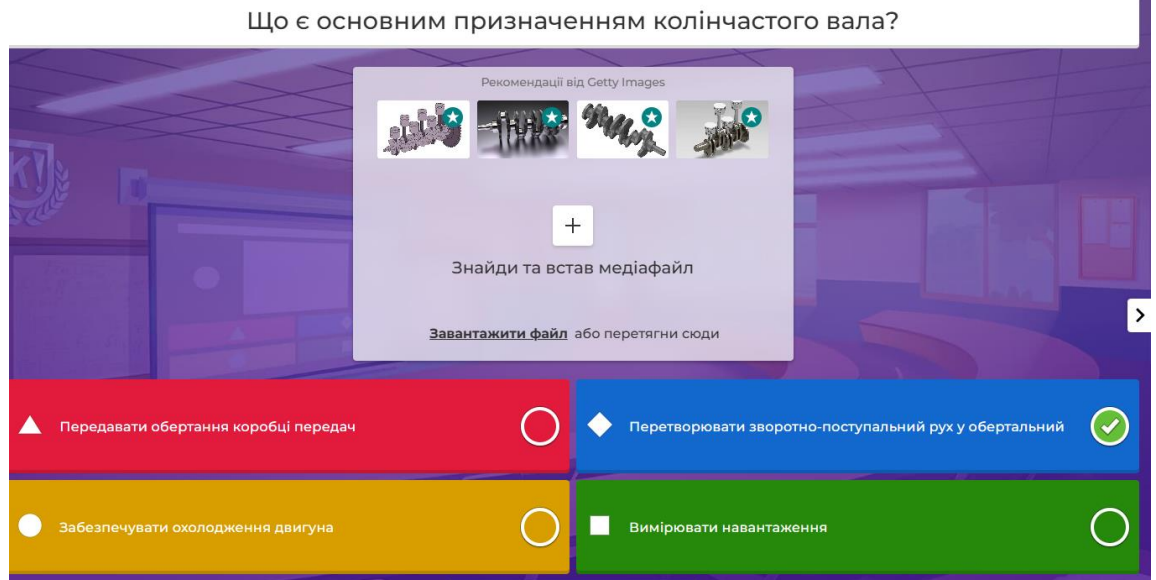 Що є основним призначенням колінчастого вала?
Рекомендації від Getty Images
K!
Знайди та встав медіафайл
Завантажити файл або перетягни сюди
Передавати обертання коробці передач
Перетворювати зворотно-поступальний рух у обертальний
Забезпечувати охолодження двигуна
Вимірювати навантаження